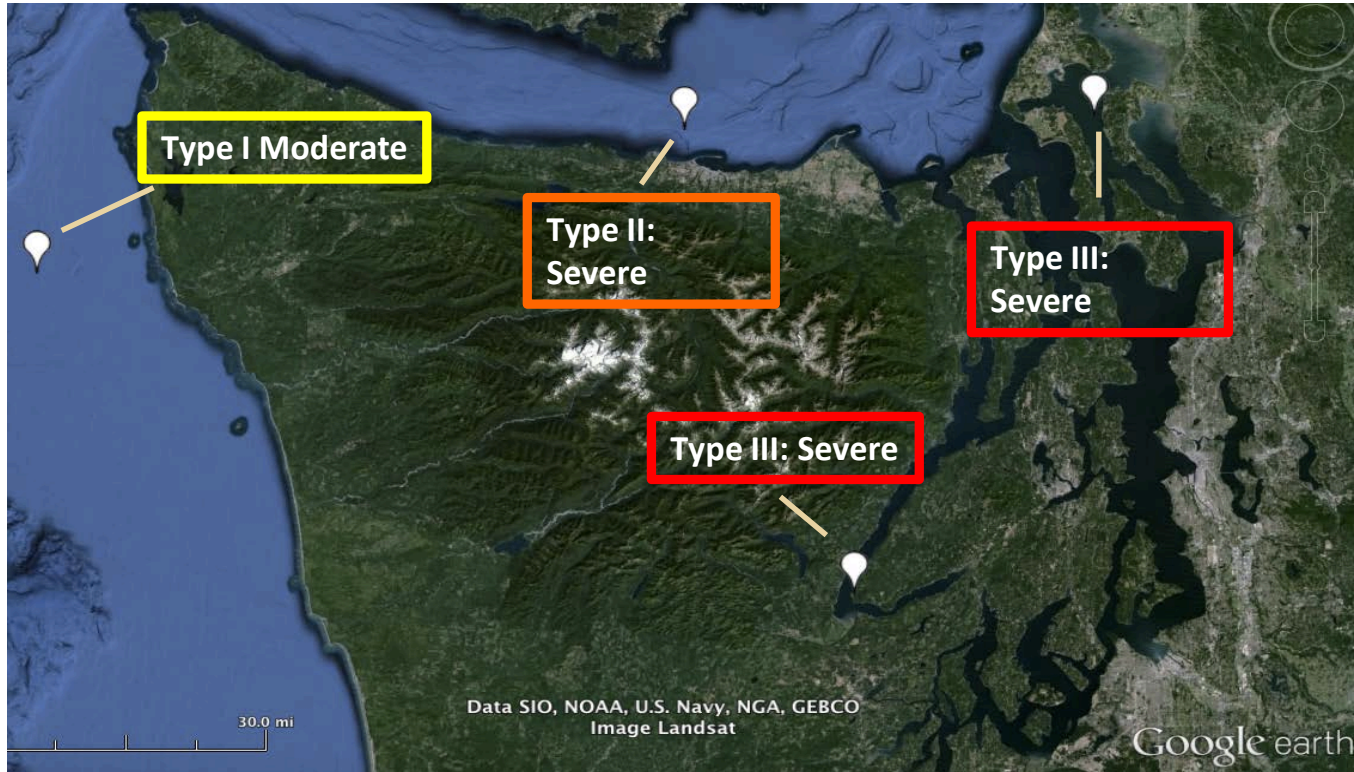 Type I Moderate
Type II:
Severe
Type III:
Severe
Type III: Severe
30.0 mi
Data SIO, NOAA, U.S. Navy, NGA, GEBCO
Image Landsat
Google earth